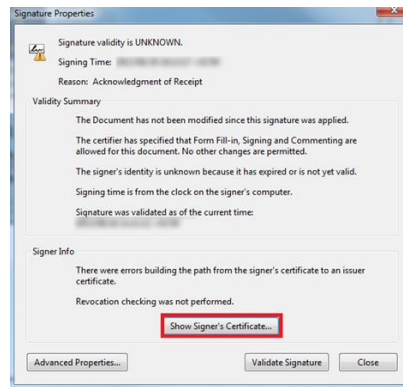 Signature Properties
Signature validity is UNKNOWN.
Signing Time:
Reason: Acknowledgment of Receipt
Validity Summary
The Document has not been modified since this signature was applied.
The certifier has specified that Form Fill-in, Signing and Commenting are
allowed for this document. No other changes are permitted.
The signer's identity is unknown because it has expired or is not yet valid.
Signing time is from the clock on the signer's computer.
Signature was validated as of the current time:
Signer Info
There were errors building the path from the signer's certificate to an issuer
certificate.
Revocation checking was not performed.
Show Signer's Certificate...
Advanced Properties...
Validate Signature
Close